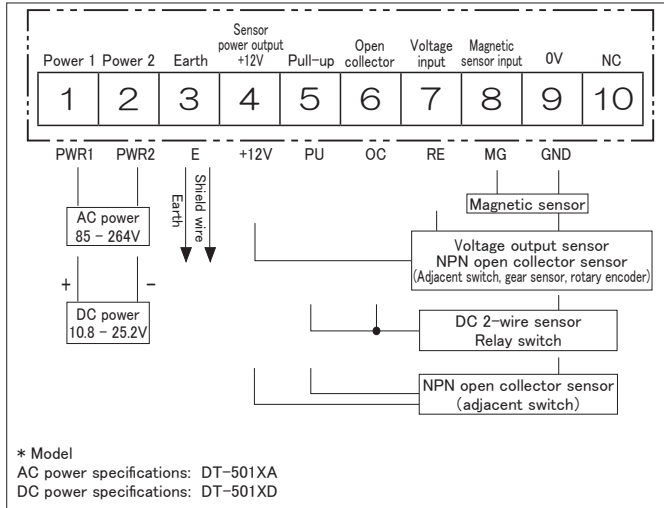 Sensor
power output
+12V
Power 1 Power 2 Earth Pull-up Open
collector Voltage
input Magnetic
sensor input 0V NC
1 2 3 4 5 6 7 8 9 10
PWR1 PWR2 E +12V PU OC RE MG GND
Earth
Shield wire
AC power
85 - 264V
+ -
DC power
10.8 - 25.2V
Magnetic sensor
Voltage output sensor
NPN open collector sensor
(Adjacent switch, gear sensor, rotary encoder)
DC 2-wire sensor
Relay switch
NPN open collector sensor
(adjacent switch)
* Model
AC power specifications: DT-501XA
DC power specifications: DT-501XD